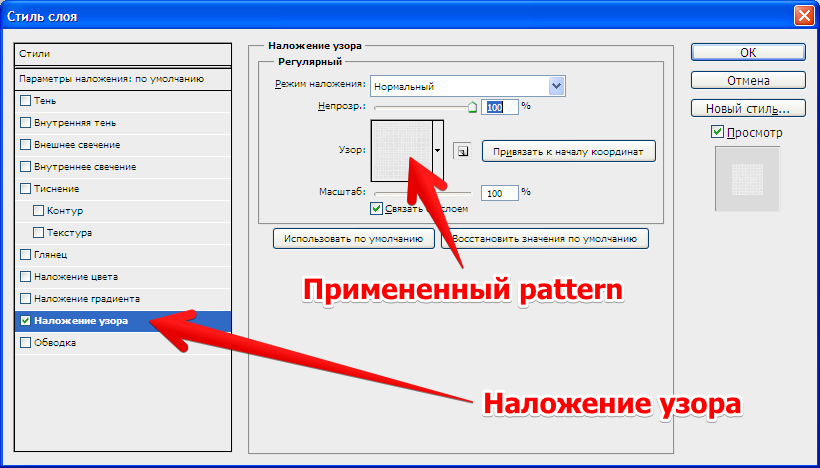 Стиль слоя
Стили
Параметры наложения: по умолчанию
Тень
Внутренняя тень
Внешнее свечение
Внутреннее свечение
Тиснение
Контур
Текстура
Глянец
Наложение цвета
Наложение градиента
Наложение узора
Обводка
Наложение узора
Регулярный
Режим наложения: Нормальный
Непрозр.: 100 %
Узор: Привязать к началу координат
Масштаб: 100 %
Связать слоем
Использовать по умолчанию Восстановить значения по умолчанию
OK
Отмена
Новый стиль...
Просмотр
Примененный pattern
Наложение узора